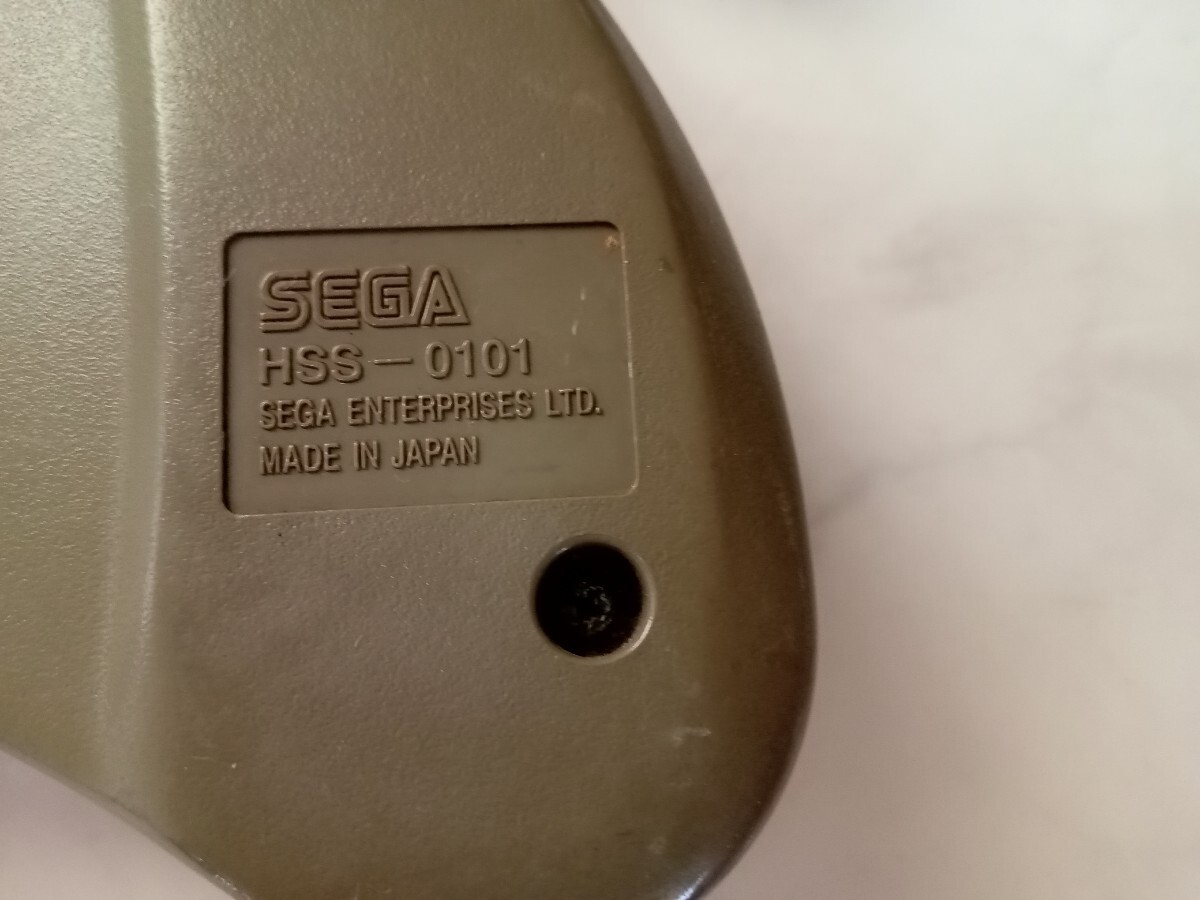 SEGA
HSS-0101
SEGA ENTERPRISES LTD.
MADE IN JAPAN